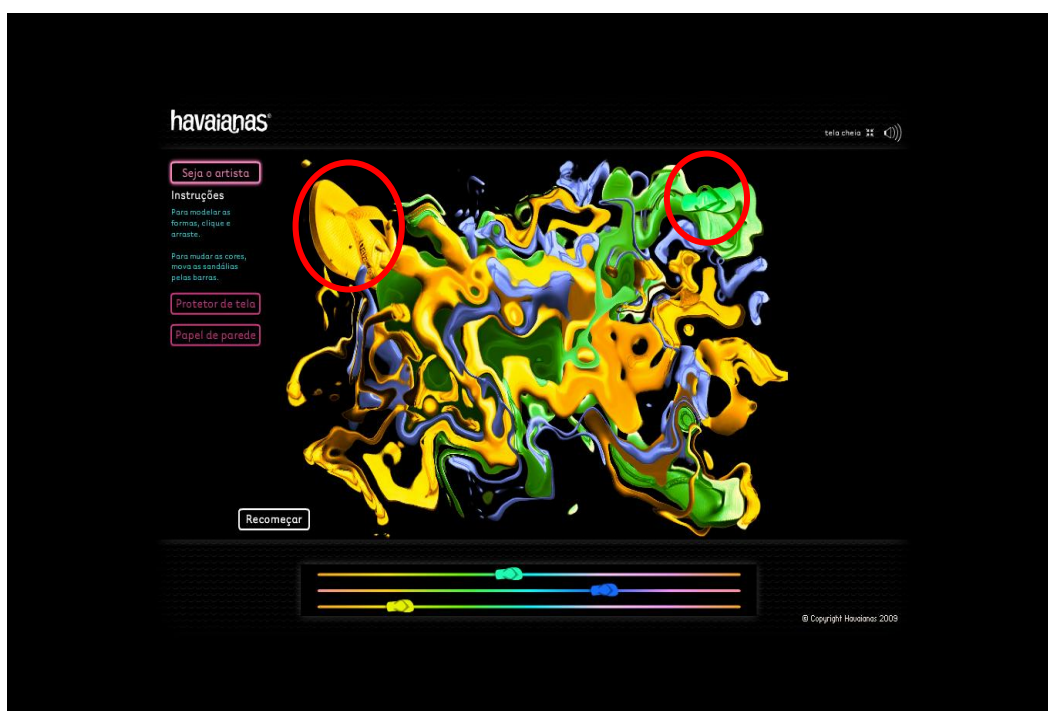 havaianas®
tela cheia
Seja o artista
Instruções
Para modelar as
formas, clique e
arraste.
Para mudar as cores,
mova as sandálias
pelas barras.
Protetor de tela
Papel de parede
Recomeçar
© Copyright Havaianas 2009